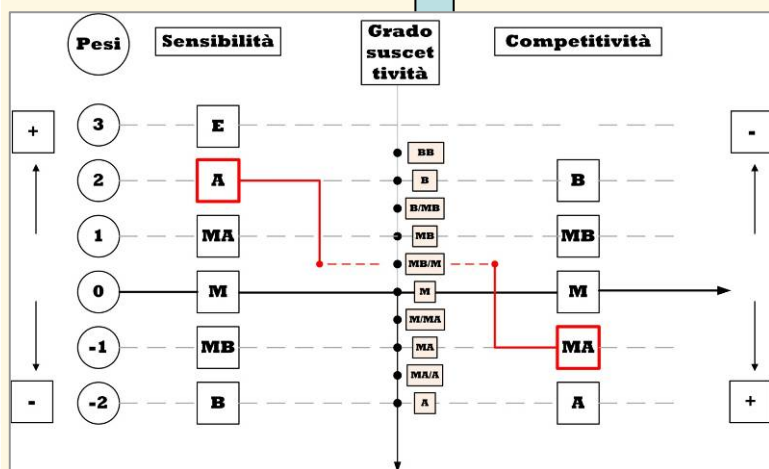 Pesi
Sensibilità
Grado
suscet
tività
Competitività
+
3
E
-
BB
2
A
B
B
B/MB
1
MA
MB
MB
MB/M
0
M
M
M
M/MA
-1
MB
MA
MA
MA/A
-
-2
B
A
A
+